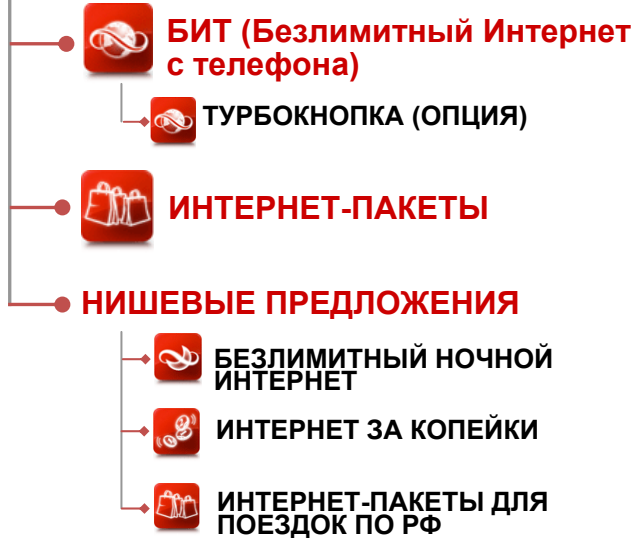 БИТ (Безлимитный Интернет
с телефона)
ТУРБОКНОПКА (ОПЦИЯ)
ИНТЕРНЕТ-ПАКЕТЫ
НИШЕВЫЕ ПРЕДЛОЖЕНИЯ
БЕЗЛИМИТНЫЙ НОЧНОЙ
ИНТЕРНЕТ
ИНТЕРНЕТ ЗА КОПЕЙКИ
ИНТЕРНЕТ-ПАКЕТЫ ДЛЯ
ПОЕЗДОК ПО РФ